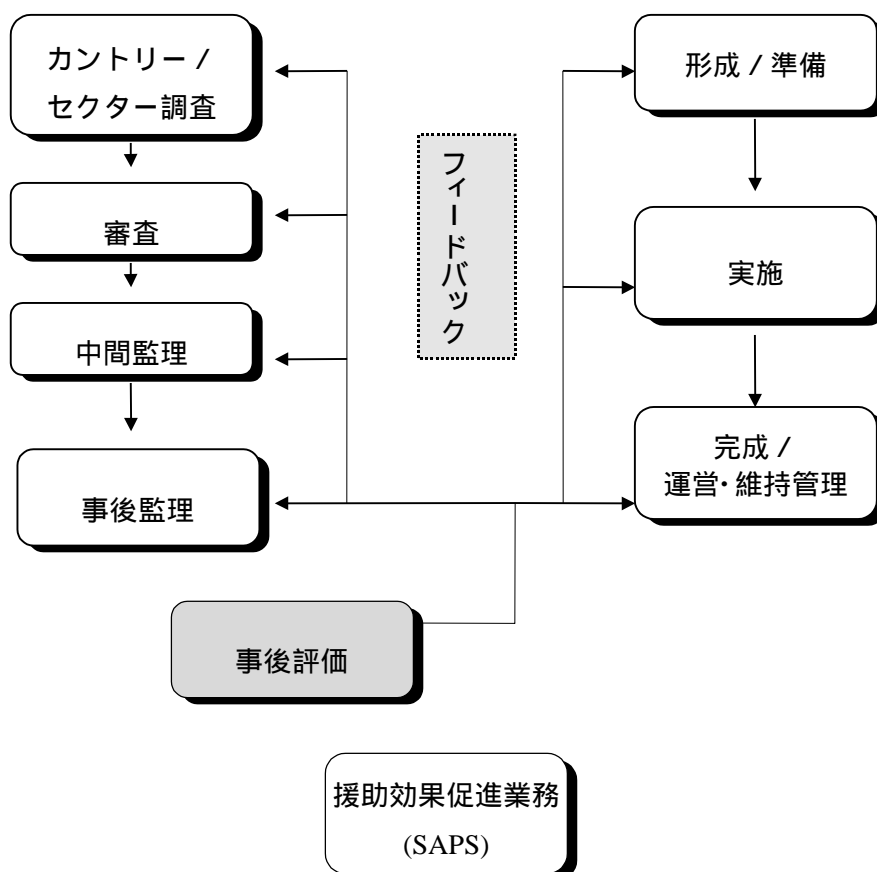 カントリー /
セクター調査
審査
中間監理
事後監理
フィードバック
形成 / 準備
実施
完成 /
運営・維持管理
事後評価
援助効果促進業務
(SAPS)